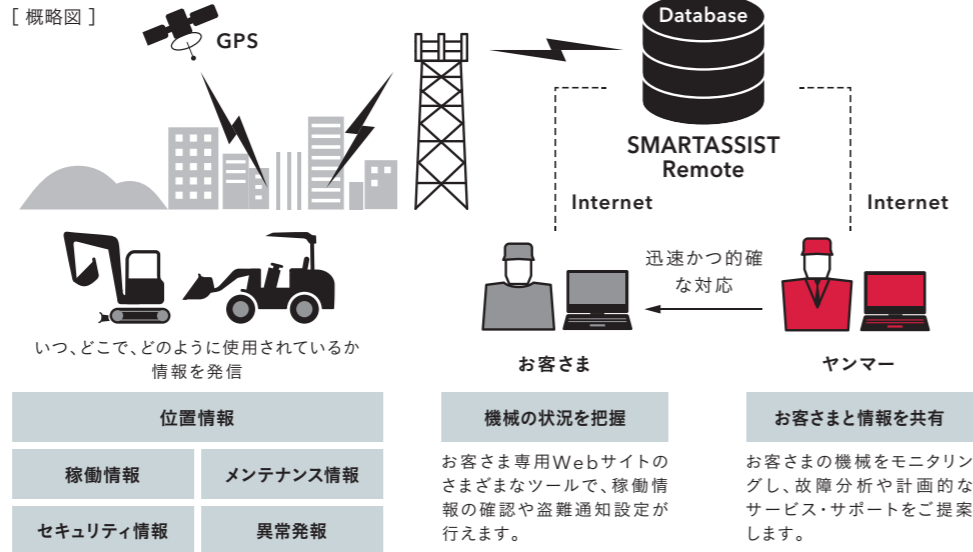 [ 概略図 ]
GPS
Database
SMARTASSIST
Remote
Internet
Internet
迅速かつ的確
な対応
いつ、どこで、どのように使用されているか
情報を発信
お客さま
ヤンマー
位置情報
稼働情報
メンテナンス情報
セキュリティ情報
異常発報
機械の状況を把握
お客さま専用Webサイトの
さまざまなツールで、稼働情
報の確認や盗難通知設定が
行えます。
お客さまと情報を共有
お客さまの機械をモニタリン
グし、故障分析や計画的な
サービス・サポートをご提案
します。